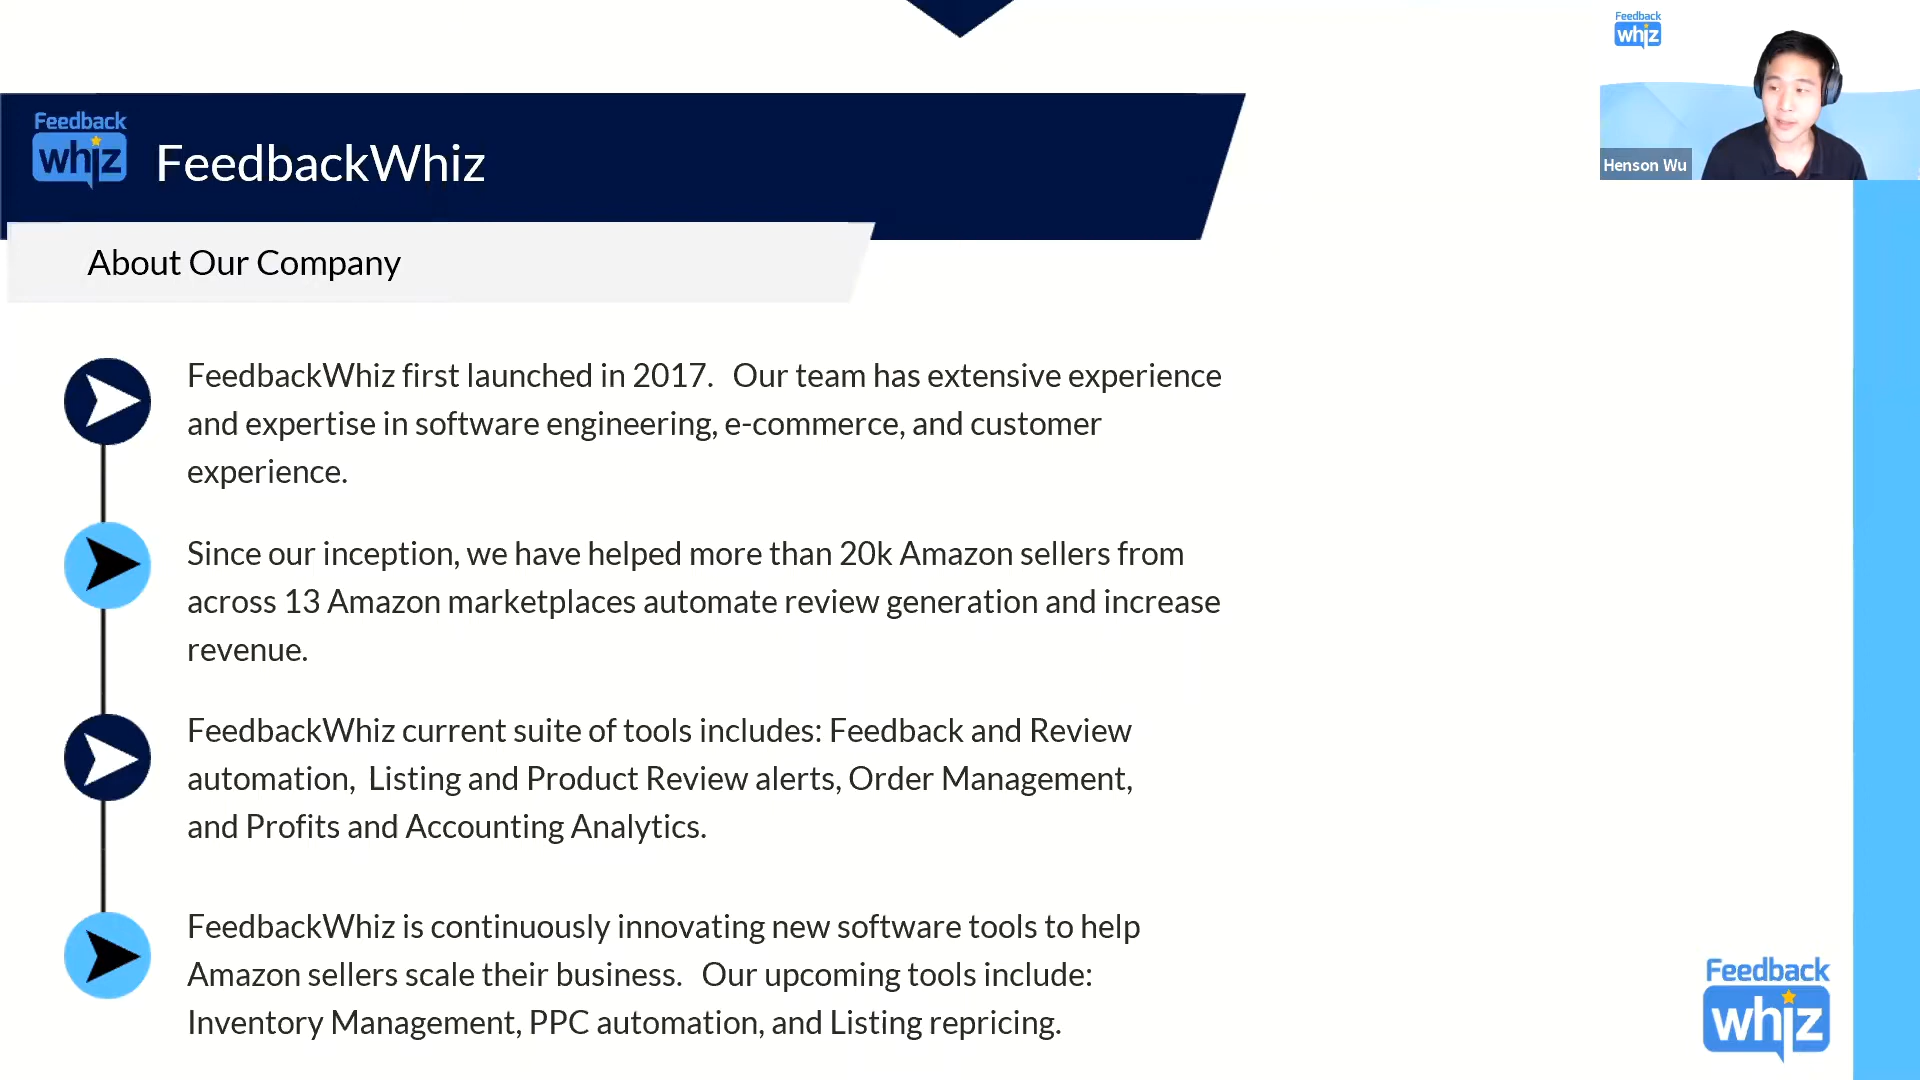 Feedback
whiz
Feedback
whiz
FeedbackWhiz
Henson Wu
About Our Company
FeedbackWhiz first launched in 2017.   Our team has extensive experience
and expertise in software engineering, e-commerce, and customer
experience.
Since our inception, we have helped more than 20k Amazon sellers from
across 13 Amazon marketplaces automate review generation and increase
revenue.
FeedbackWhiz current suite of tools includes: Feedback and Review
automation,  Listing and Product Review alerts, Order Management,
and Profits and Accounting Analytics.
FeedbackWhiz is continuously innovating new software tools to help
Amazon sellers scale their business.   Our upcoming tools include:
Inventory Management, PPC automation, and Listing repricing.
Feedback
whiz